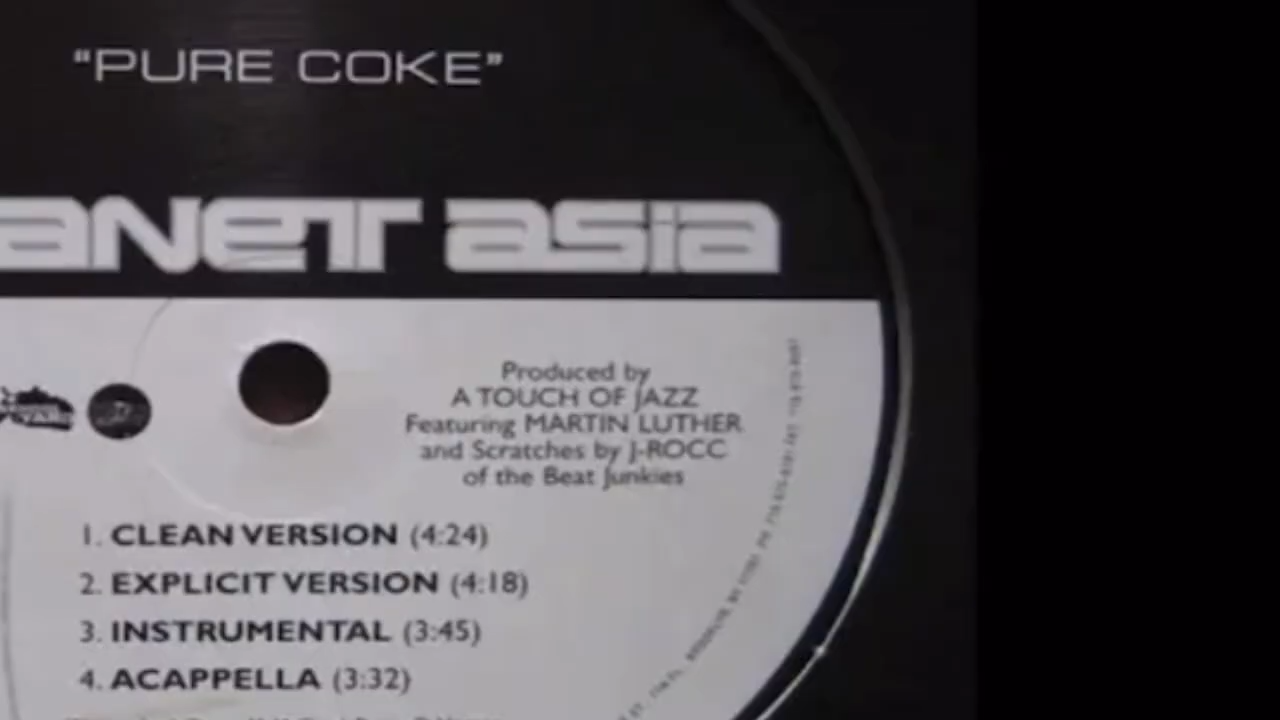 "PURE COKE"
aNeT asia
Produced by
A TOUCH OF JAZZ
Featuring MARTIN LUTHER
and Scratches by J-ROCC
of the Beat Junkies
1. CLEAN VERSION (4:24)
2. EXPLICIT VERSION (4:18)
3. INSTRUMENTAL (3:45)
4. ACAPPELLA (3:32)